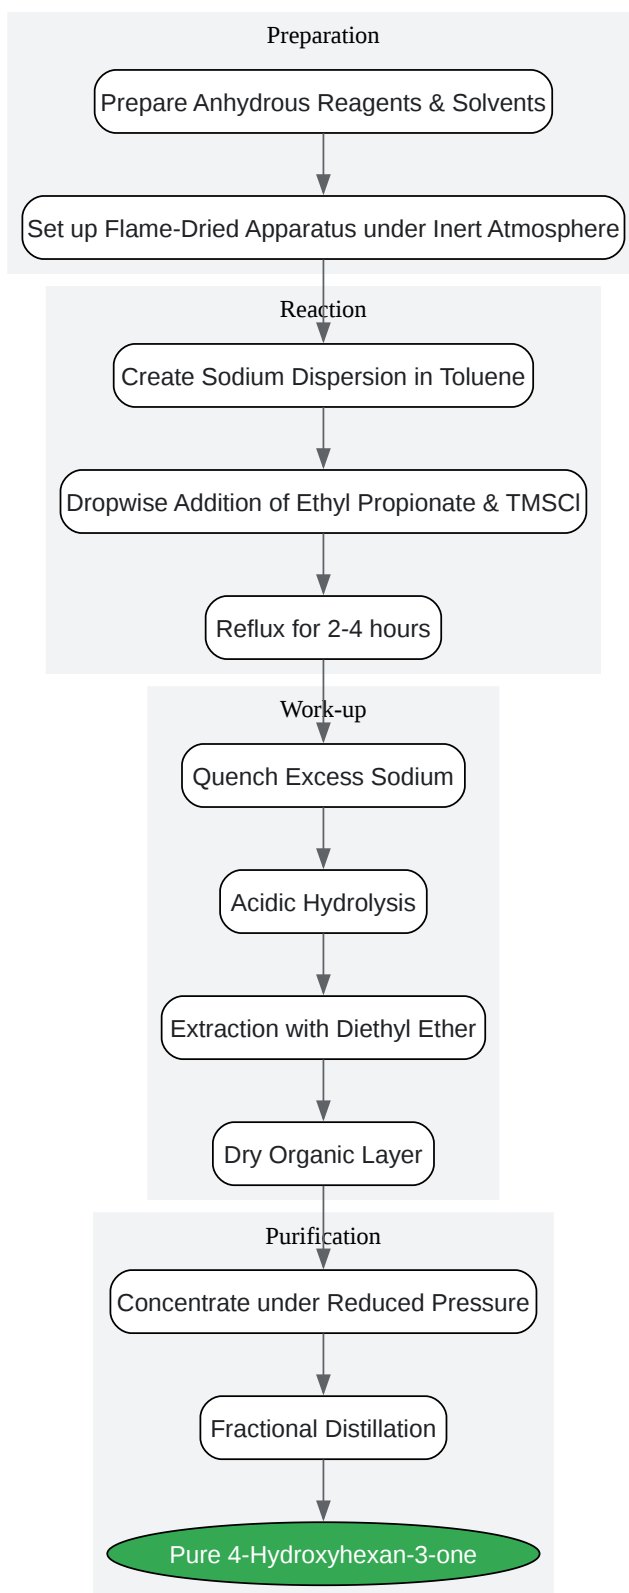 Preparation
Prepare Anhydrous Reagents & Solvents
Set up Flame-Dried Apparatus under Inert Atmosphere
Reaction
Create Sodium Dispersion in Toluene
Dropwise Addition of Ethyl Propionate & TMSCl
Reflux for 2-4 hours
Work-up
Quench Excess Sodium
Acidic Hydrolysis
Extraction with Diethyl Ether
Dry Organic Layer
Purification
Concentrate under Reduced Pressure
Fractional Distillation
Pure 4-Hydroxyhexan-3-one